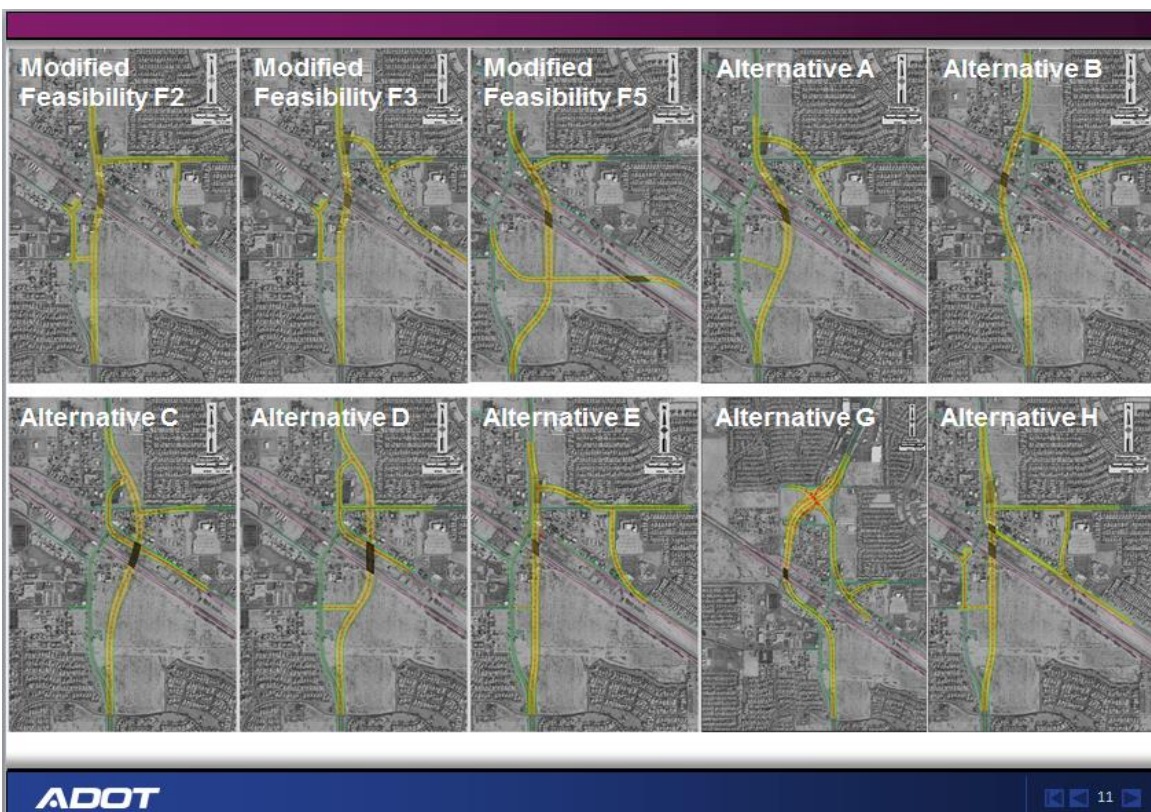 Modified
Feasibility F2
Modified
Feasibility F3
Modified
Feasibility F5
Alternative A
Alternative B
Alternative C
Alternative D
Alternative E
Alternative G
Alternative H
ADOT
11